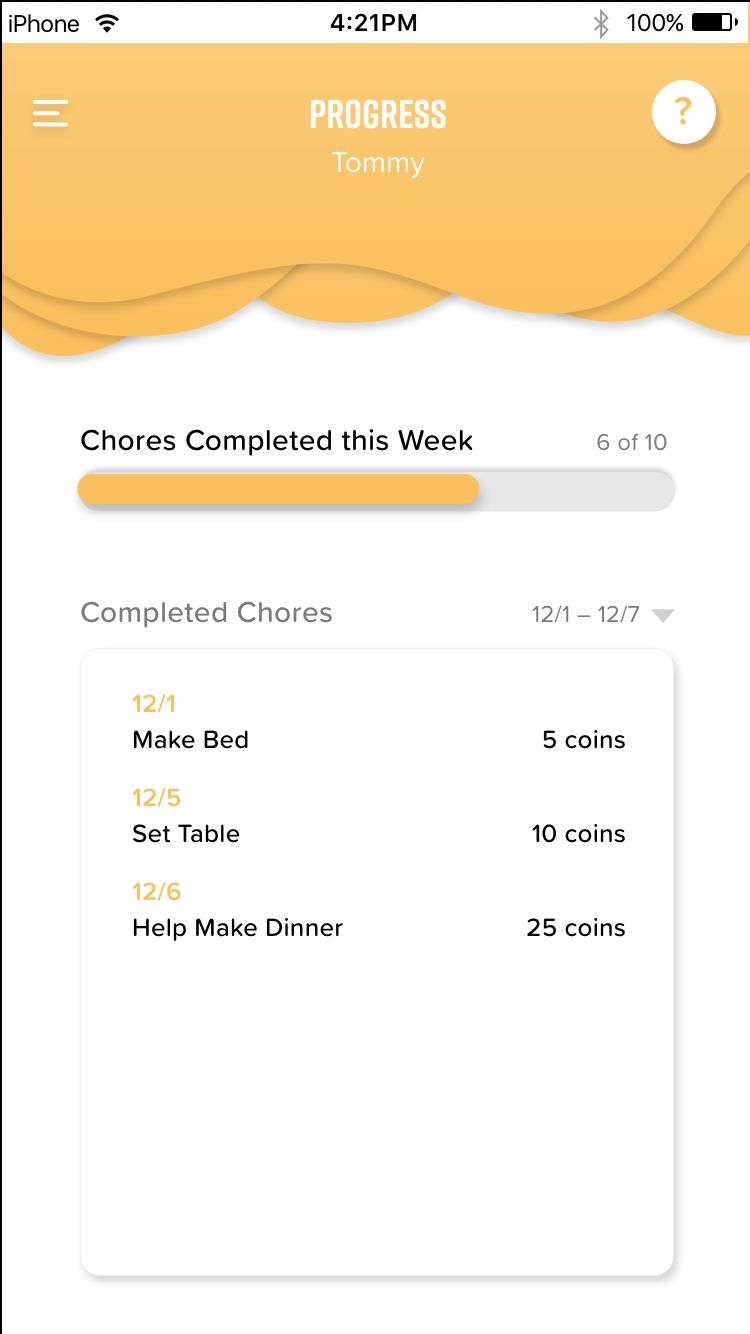 iPhone 4:21PM 100%
PROGRESS
?
Tommy
Chores Completed this Week 6 of 10
Completed Chores 12/1 – 12/7
12/1
Make Bed 5 coins
12/5
Set Table 10 coins
12/6
Help Make Dinner 25 coins